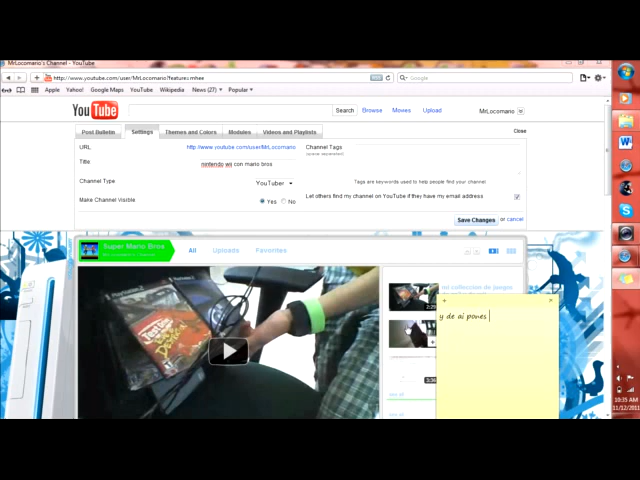 MrLocomario's Channel - YouTube
http://www.youtube.com/user/MrLocomario?feature=mhee
Google
Apple Yahoo! Google Maps YouTube Wikipedia News (27) Popular
YouTube
Search Browse Movies Upload MrLocomario
Post Bulletin Settings Themes and Colors Modules Videos and Playlists Close
URL http://www.youtube.com/user/MrLocomario
Title nintendo wii con mario bros
Channel Tags
Channel Type YouTuber
Tags are keywords used to help people find your channel
Make Channel Visible Yes No
Let others find my channel on YouTube if they have my email address
Save Changes or cancel
Super Mario Bros
All Uploads Favorites
mi coleccion de juegos
y de ai pones
10:35 AM
11/12/2011